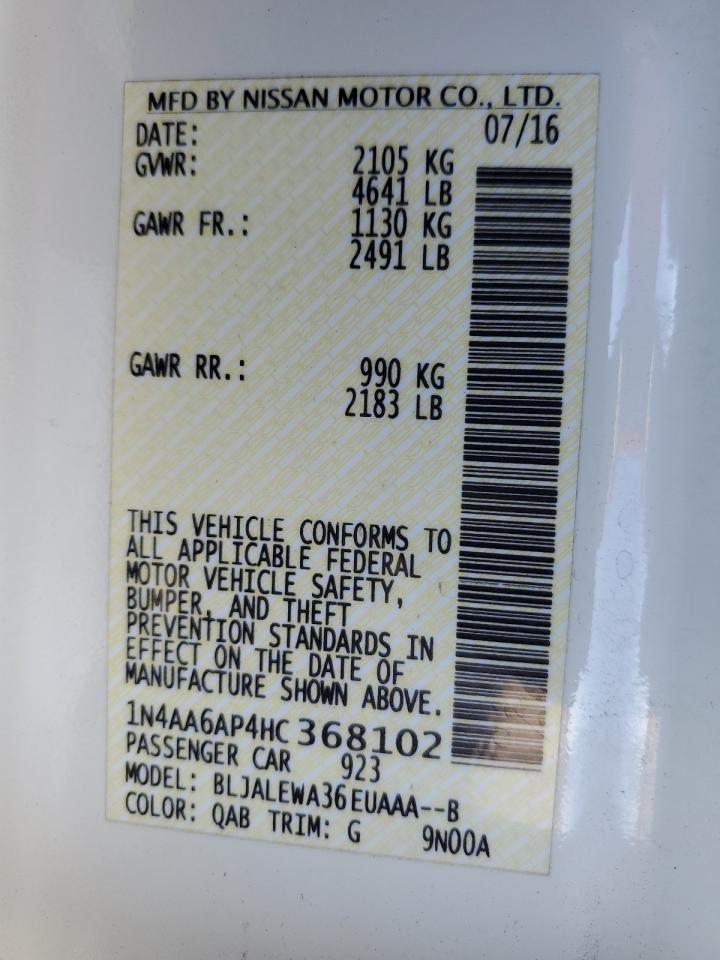 MFD BY NISSAN MOTOR CO., LTD.
DATE: 07/16
GVWR: 2105 KG
4641 LB
GAWR FR.: 1130 KG
2491 LB
GAWR RR.: 990 KG
2183 LB
THIS VEHICLE CONFORMS TO
ALL APPLICABLE FEDERAL
MOTOR VEHICLE SAFETY,
BUMPER, AND THEFT
PREVENTION STANDARDS IN
EFFECT ON THE DATE OF
MANUFACTURE SHOWN ABOVE.
1N4AA6AP4HC368102
PASSENGER CAR 923
MODEL: BLJALEWA36EUAAA--B
COLOR: QAB TRIM: G 9N00A